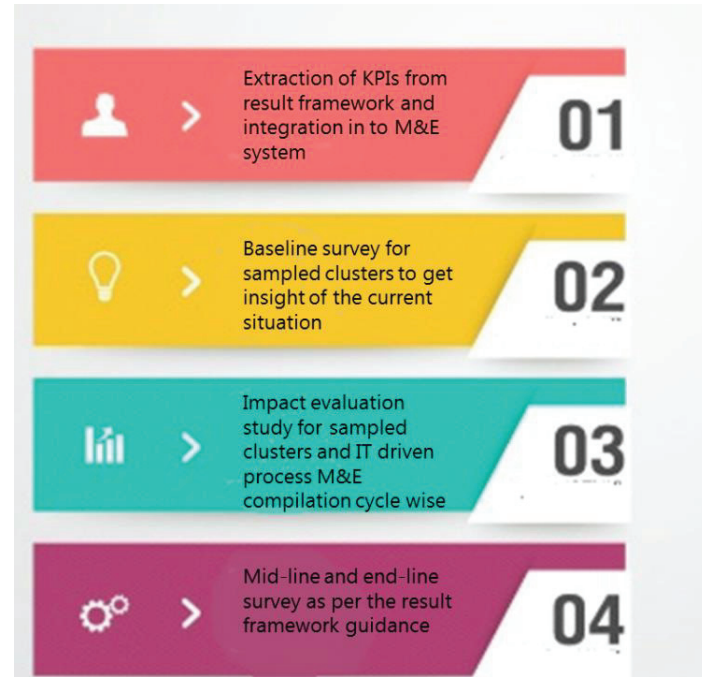 Extraction of KPIs from
result framework and
integration in to M&E
system
01
Baseline survey for
sampled clusters to get
insight of the current
situation
02
Impact evaluation
study for sampled
clusters and IT driven
process M&E
compilation cycle wise
03
Mid-line and end-line
survey as per the result
framework guidance
04